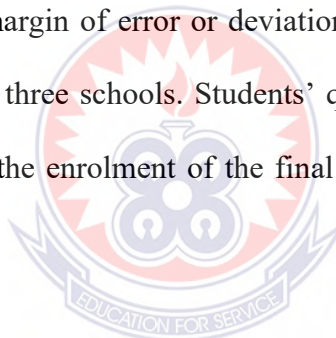 margin of error or deviation
three schools. Students’ q
the enrolment of the final
EDUCATION FOR SERVICE